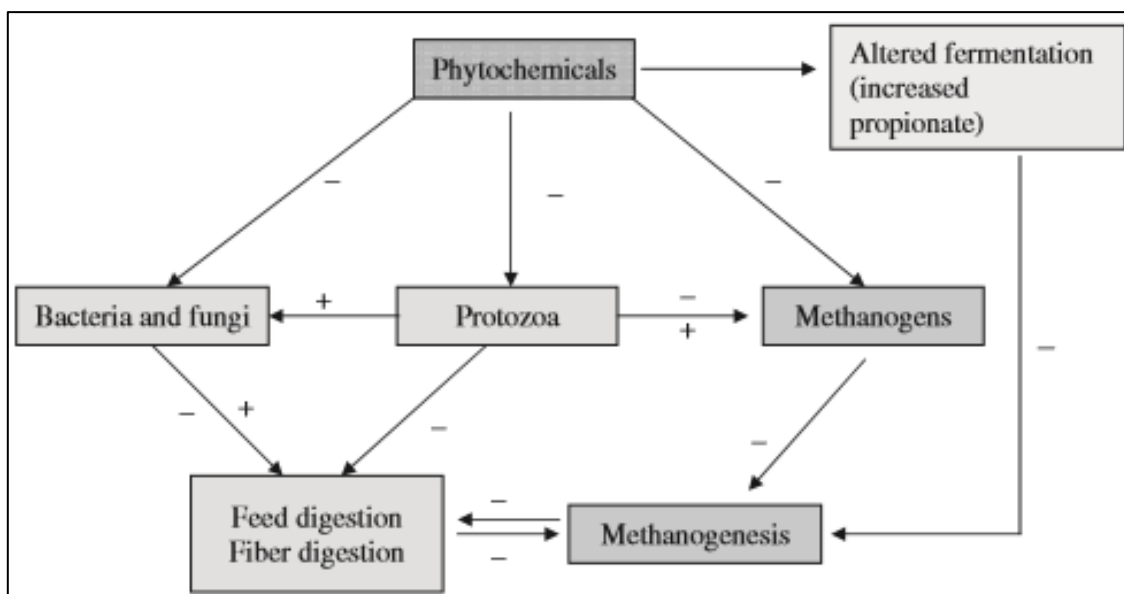 Phytochemicals
Altered fermentation
(increased
propionate)
−
−
−
Bacteria and fungi
+
Protozoa
−
+
Methanogens
−
−
+
−
−
Feed digestion
Fiber digestion
−
−
Methanogenesis